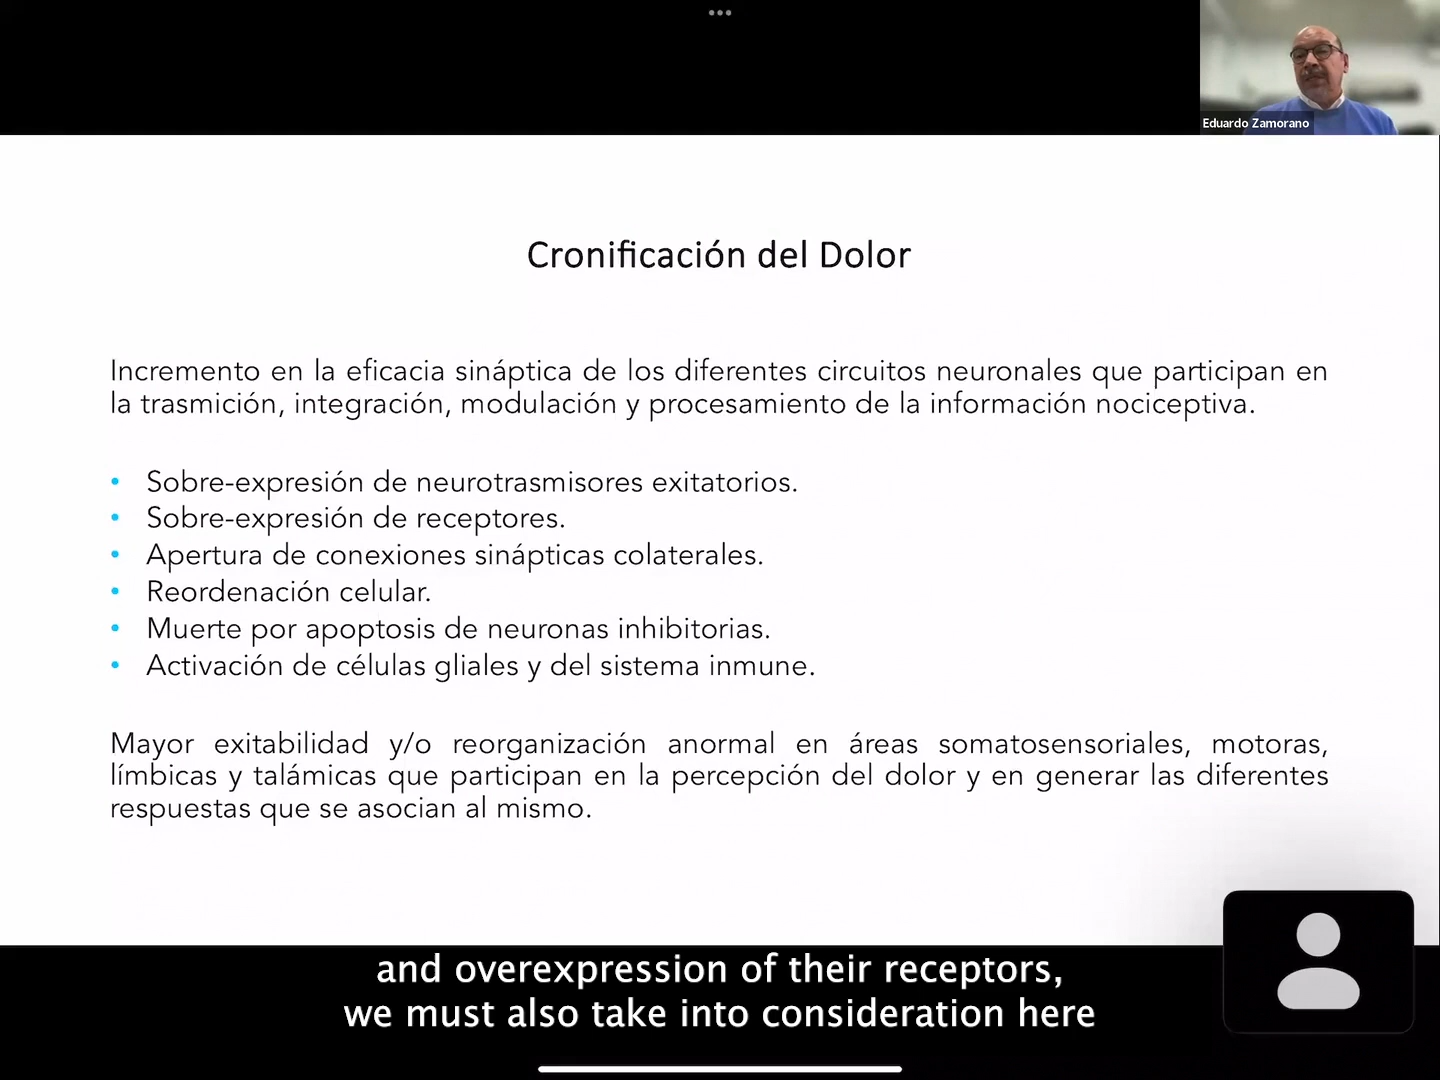 Eduardo Zamorano
Cronificación del Dolor
Incremento en la eficacia sináptica de los diferentes circuitos neuronales que participan en
la trasmición, integración, modulación y procesamiento de la información nociceptiva.
• Sobre-expresión de neurotrasmisores exitatorios.
• Sobre-expresión de receptores.
• Apertura de conexiones sinápticas colaterales.
• Reordenación celular.
• Muerte por apoptosis de neuronas inhibitorias.
• Activación de células gliales y del sistema inmune.
Mayor exitabilidad y/o reorganización anormal en áreas somatosensoriales, motoras,
límbicas y talámicas que participan en la percepción del dolor y en generar las diferentes
respuestas que se asocian al mismo.
and overexpression of their receptors,
we must also take into consideration here